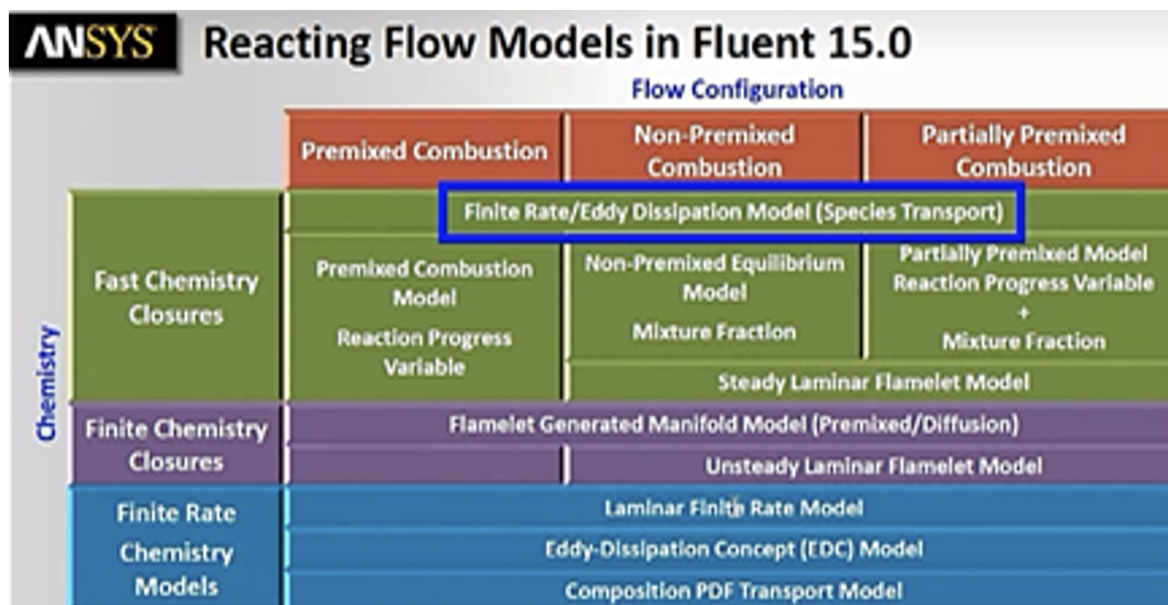 ANSYS Reacting Flow Models in Fluent 15.0
Flow Configuration
Premixed Combustion
Non-Premixed
Combustion
Partially Premixed
Combustion
Chemistry
Fast Chemistry
Closures
Finite Rate/Eddy Dissipation Model (Species Transport)
Premixed Combustion
Model
Reaction Progress
Variable
Non-Premixed Equilibrium
Model
Mixture Fraction
Partially Premixed Model
Reaction Progress Variable
+
Mixture Fraction
Steady Laminar Flamelet Model
Finite Chemistry
Closures
Flamelet Generated Manifold Model (Premixed/Diffusion)
Unsteady Laminar Flamelet Model
Finite Rate
Chemistry
Models
Laminar Finite Rate Model
Eddy-Dissipation Concept (EDC) Model
Composition PDF Transport Model